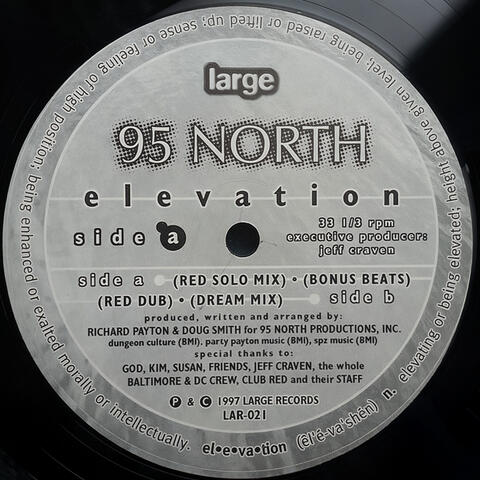 large
95 NORTH
elevation
side a
33 1/3 rpm
executive producer:
jeff craven
side a (RED SOLO MIX) • (BONUS BEATS)
(RED DUB) • (DREAM MIX) side b
produced, written and arranged by:
RICHARD PAYTON & DOUG SMITH for 95 NORTH PRODUCTIONS, INC.
dungeon culture (BMI). party payton music (BMI), spz music (BMI)
special thanks to:
GOD, KIM, SUSAN, FRIENDS, JEFF CRAVEN, the whole
BALTIMORE & DC CREW, CLUB RED and their STAFF
℗ & © 1997 LARGE RECORDS
LAR-021
el•e•va•tion (èl'é-va'shén) n. elevating or being elevated; height above given level; being raised or lifted up; sense or feeling of high position; being enhanced or exalted morally or intellectually.